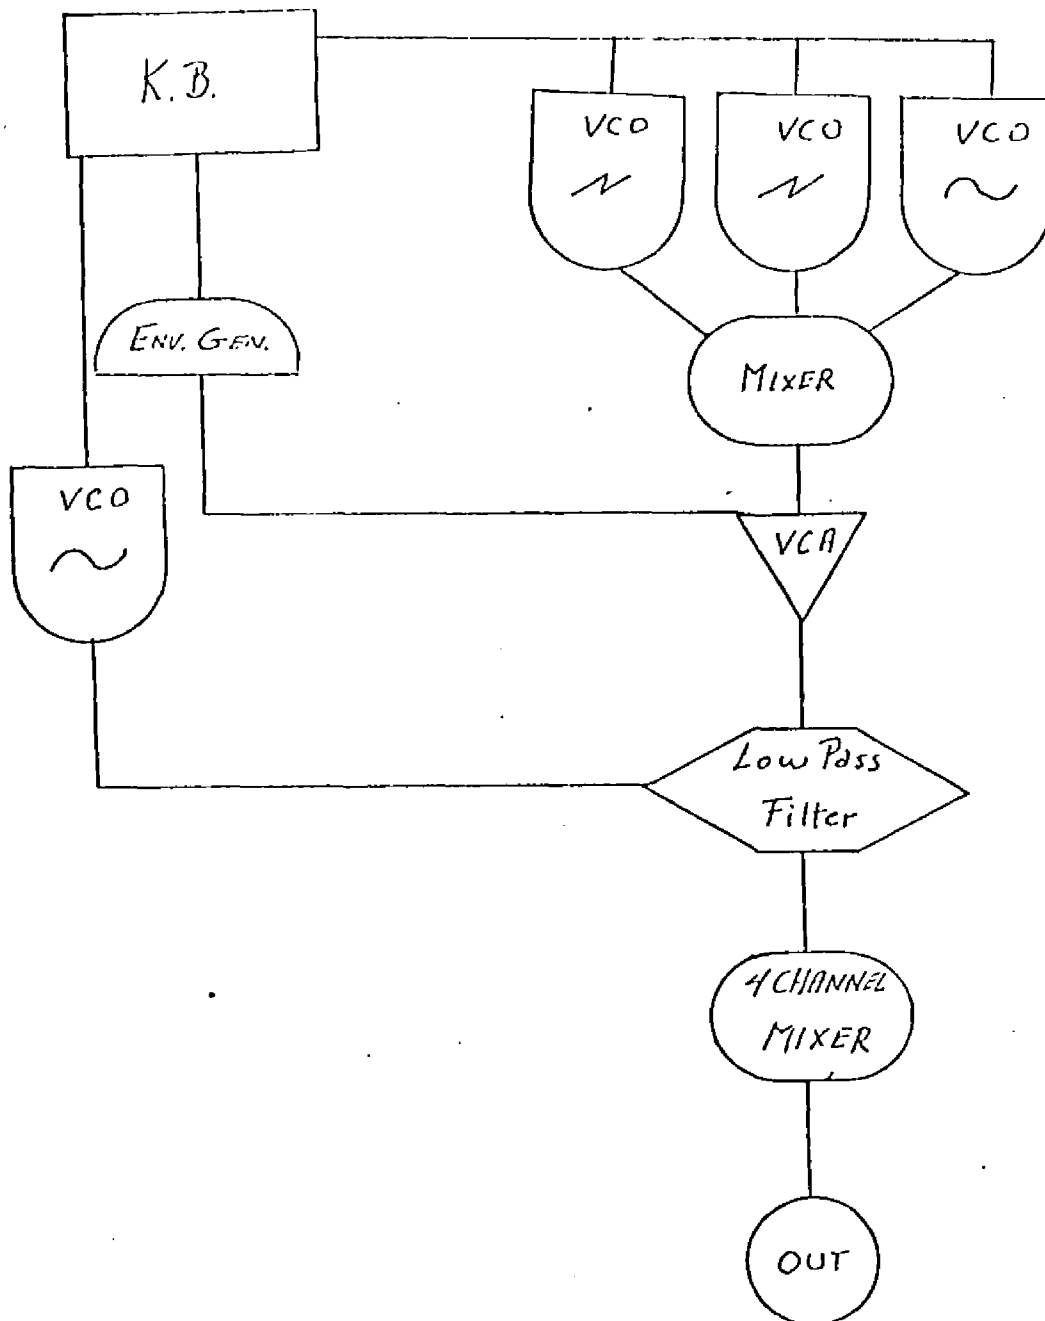 K.B.
VCO
VCO
VCO
ENV. GEN.
MIXER
VCO
VCA
Low Pass
Filter
4 CHANNEL
MIXER
OUT